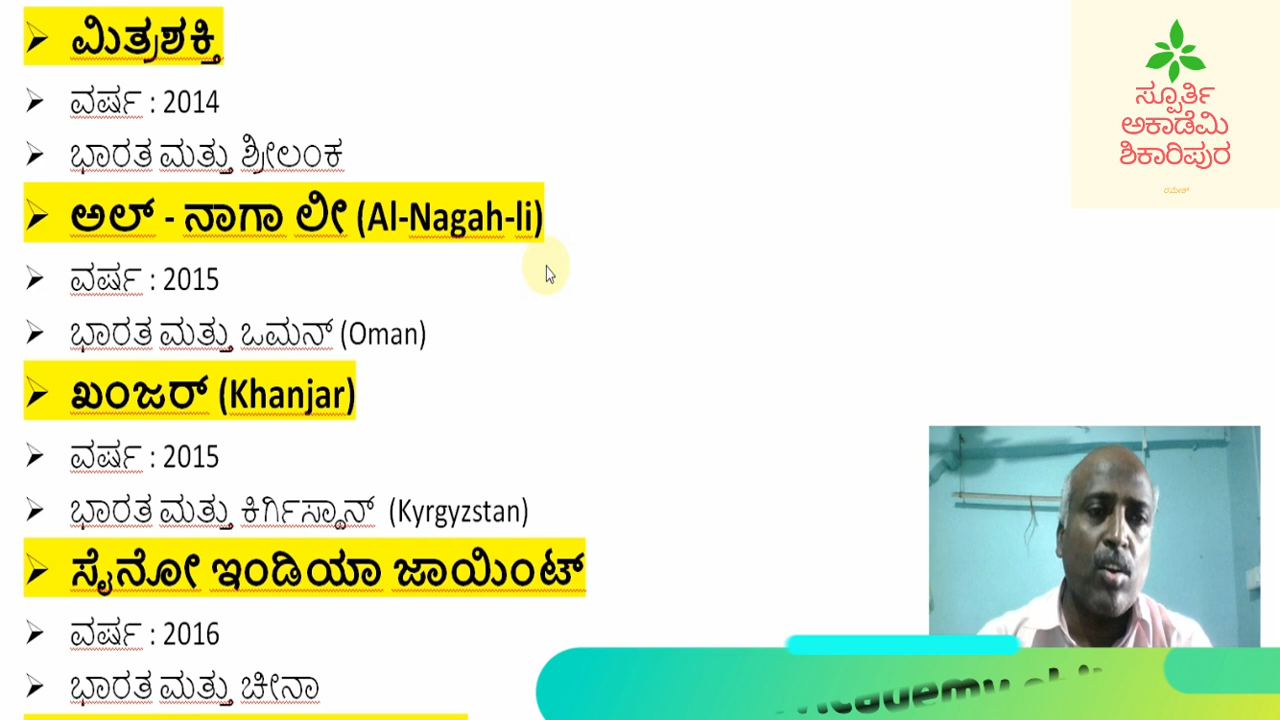 ಮಿತ್ರಶಕ್ತಿ
ವರ್ಷ : 2014
ಭಾರತ ಮತ್ತು ಶ್ರೀಲಂಕ
ಅಲ್ - ನಾಗಾ ಲೀ (Al-Nagah-li)
ವರ್ಷ : 2015
ಭಾರತ ಮತ್ತು ಒಮನ್ (Oman)
ಖಂಜರ್ (Khanjar)
ವರ್ಷ : 2015
ಭಾರತ ಮತ್ತು ಕಿರ್ಗಿಸ್ಥಾನ್ (Kyrgyzstan)
ಸೈನೋ ಇಂಡಿಯಾ ಜಾಯಿಂಟ್
ವರ್ಷ : 2016
ಭಾರತ ಮತ್ತು ಚೀನಾ
ಸ್ಪೂರ್ತಿ
ಅಕಾಡೆಮಿ
ಶಿಕಾರಿಪುರ
ರಮೇಶ್